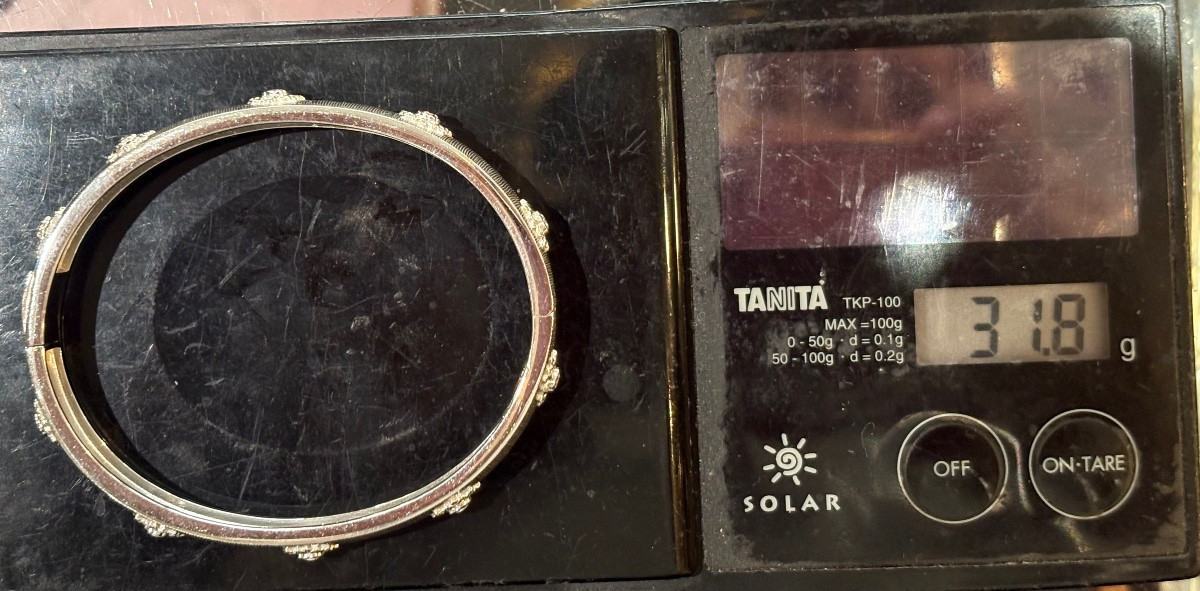 TANITA TKP-100
MAX =100g
0 - 50g · d = 0.1g
50 - 100g · d = 0.2g
31.8 g
SOLAR
OFF
ON·TARE